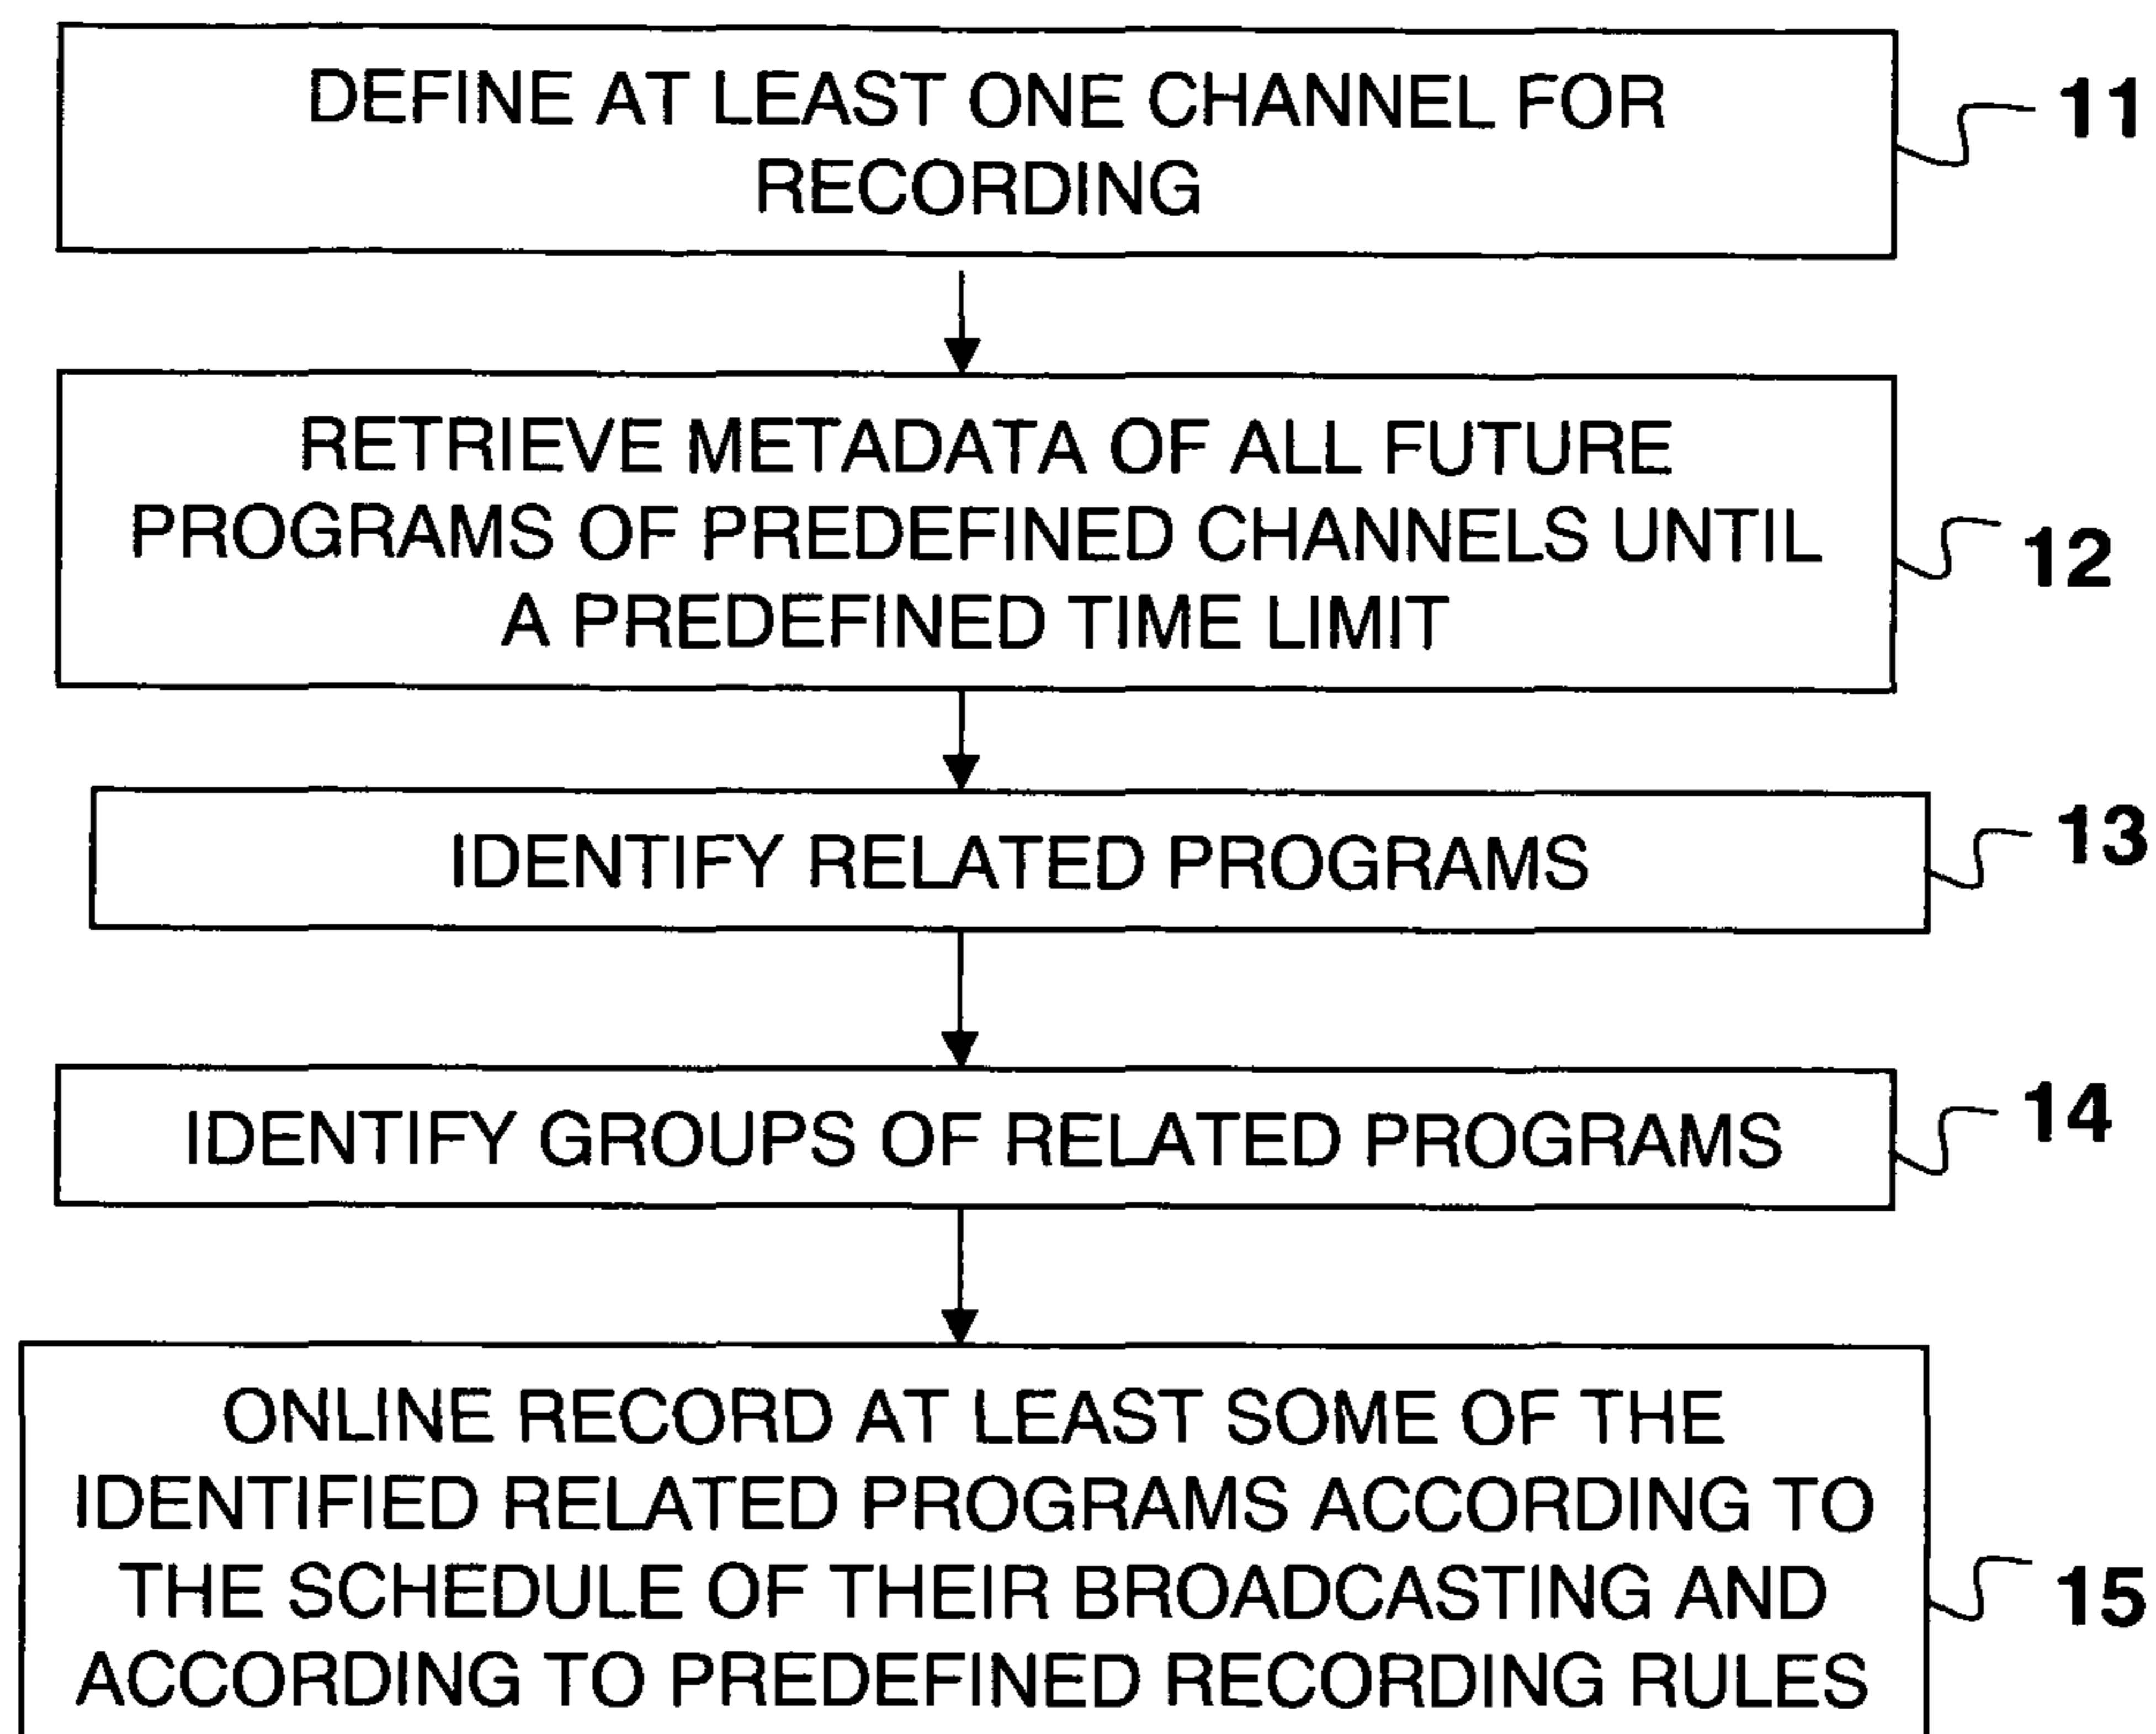 DEFINE AT LEAST ONE CHANNEL FOR
RECORDING
11
RETRIEVE METADATA OF ALL FUTURE
PROGRAMS OF PREDEFINED CHANNELS UNTIL
A PREDEFINED TIME LIMIT
12
IDENTIFY RELATED PROGRAMS
13
IDENTIFY GROUPS OF RELATED PROGRAMS
14
ONLINE RECORD AT LEAST SOME OF THE
IDENTIFIED RELATED PROGRAMS ACCORDING TO
THE SCHEDULE OF THEIR BROADCASTING AND
ACCORDING TO PREDEFINED RECORDING RULES
15